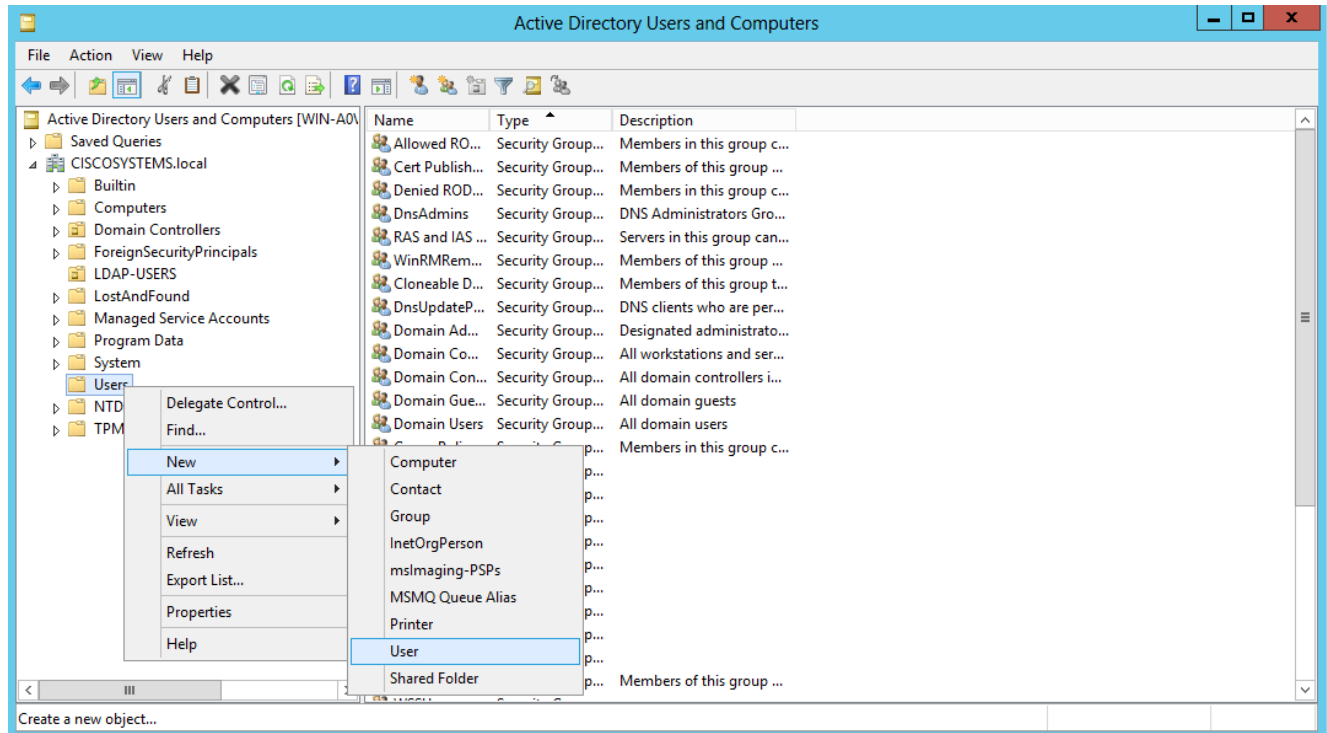 Active Directory Users and Computers
File Action View Help
Active Directory Users and Computers [WIN-A0\
Saved Queries
CISCOSYSTEMS.local
Builtin
Computers
Domain Controllers
ForeignSecurityPrincipals
LDAP-USERS
LostAndFound
Managed Service Accounts
Program Data
System
Users
NTD
TPM
Delegate Control...
Find...
New
All Tasks
View
Refresh
Export List...
Properties
Help
Computer
Contact
Group
InetOrgPerson
msImaging-PSPs
MSMQ Queue Alias
Printer
User
Shared Folder
Name Type Description
Allowed RO... Security Group... Members in this group c...
Cert Publish... Security Group... Members of this group ...
Denied ROD... Security Group... Members in this group c...
DnsAdmins Security Group... DNS Administrators Gro...
RAS and IAS ... Security Group... Servers in this group can...
WinRMRem... Security Group... Members of this group ...
Cloneable D... Security Group... Members of this group t...
DnsUpdateP... Security Group... DNS clients who are per...
Domain Ad... Security Group... Designated administrato...
Domain Co... Security Group... All workstations and ser...
Domain Con... Security Group... All domain controllers i...
Domain Gue... Security Group... All domain guests
Domain Users Security Group... All domain users
p... Members in this group c...
p...
p...
p...
p...
p...
p...
p...
p...
p...
p... Members of this group ...
Create a new object...